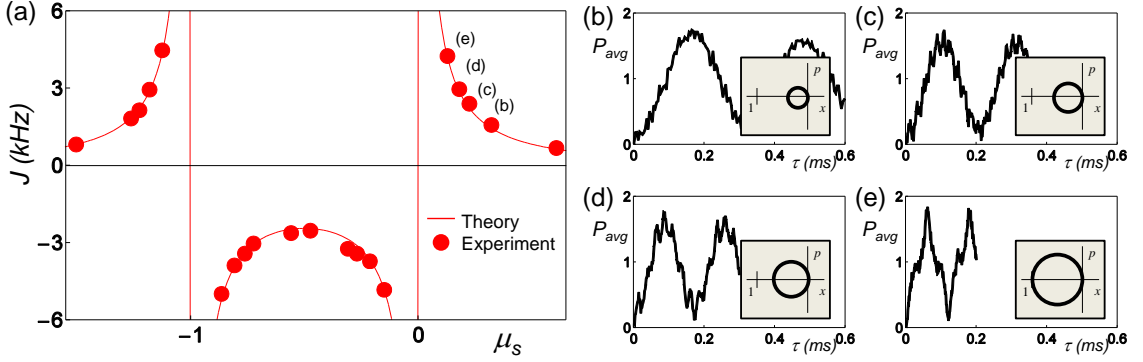 (a)
6
3
0
−3
−6
J (kHz)
(e)
(d)
(c)
(b)
Theory
Experiment
−1
0
μs
(b)
2
1
0
Pavg
p
1
x
0
0.2
0.4
0.6
τ (ms)
(c)
2
1
0
Pavg
p
1
x
0
0.2
0.4
0.6
τ (ms)
(d)
2
1
0
Pavg
p
1
x
0
0.2
0.4
0.6
τ (ms)
(e)
2
1
0
Pavg
p
1
x
0
0.2
0.4
0.6
τ (ms)